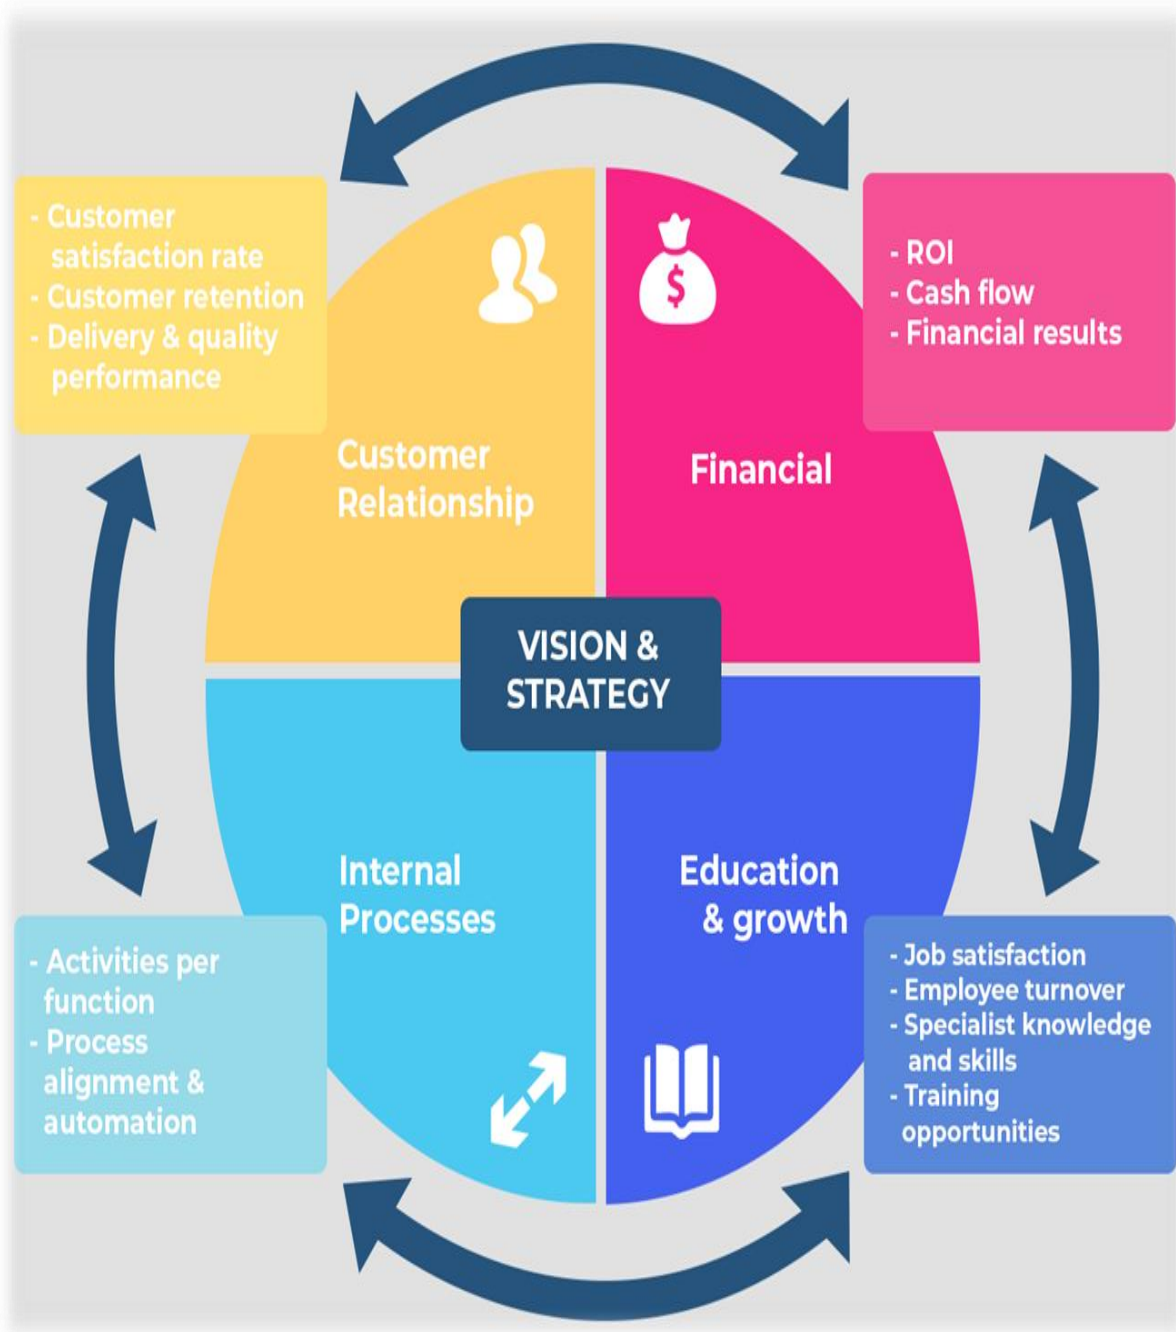 - Customer
satisfaction rate
- Customer retention
- Delivery & quality
performance
- ROI
- Cash flow
- Financial results
$
Customer
Relationship
Financial
VISION &
STRATEGY
Internal
Processes
Education
& growth
- Activities per
function
- Process
alignment &
automation
- Job satisfaction
- Employee turnover
- Specialist knowledge
and skills
- Training
opportunities